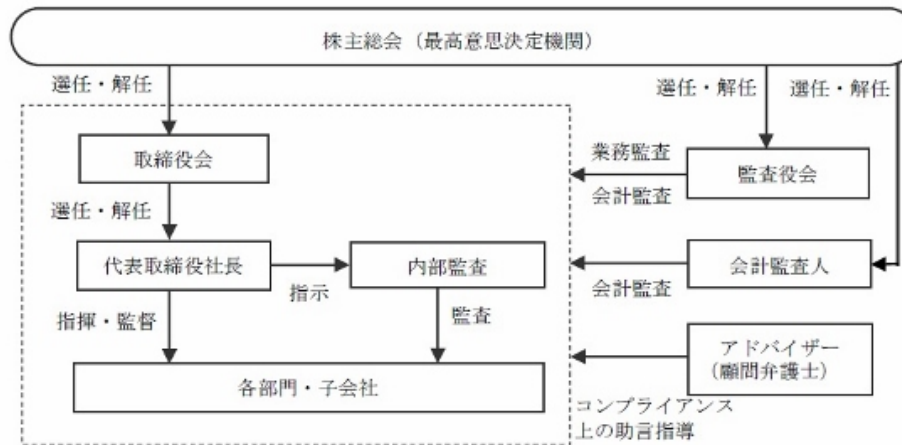 株主総会（最高意思決定機関）
選任・解任
選任・解任
選任・解任
取締役会
業務監査
監査役会
会計監査
選任・解任
代表取締役社長
内部監査
会計監査人
指示
会計監査
指揮・監督
監査
アドバイザー
（顧問弁護士）
各部門・子会社
コンプライアンス
上の助言指導